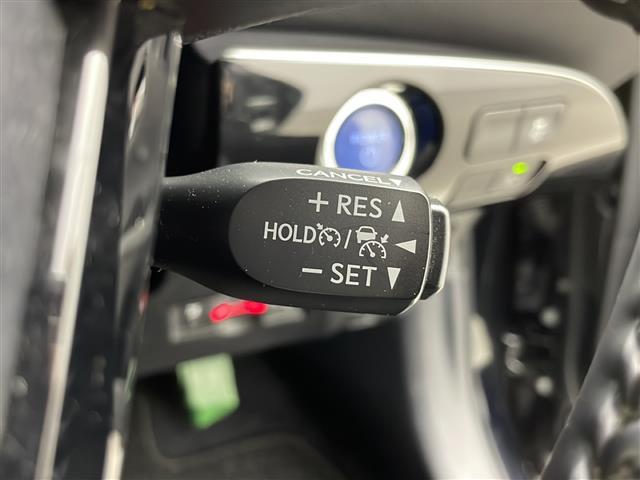 CANCEL
+ RES
HOLD /
− SET